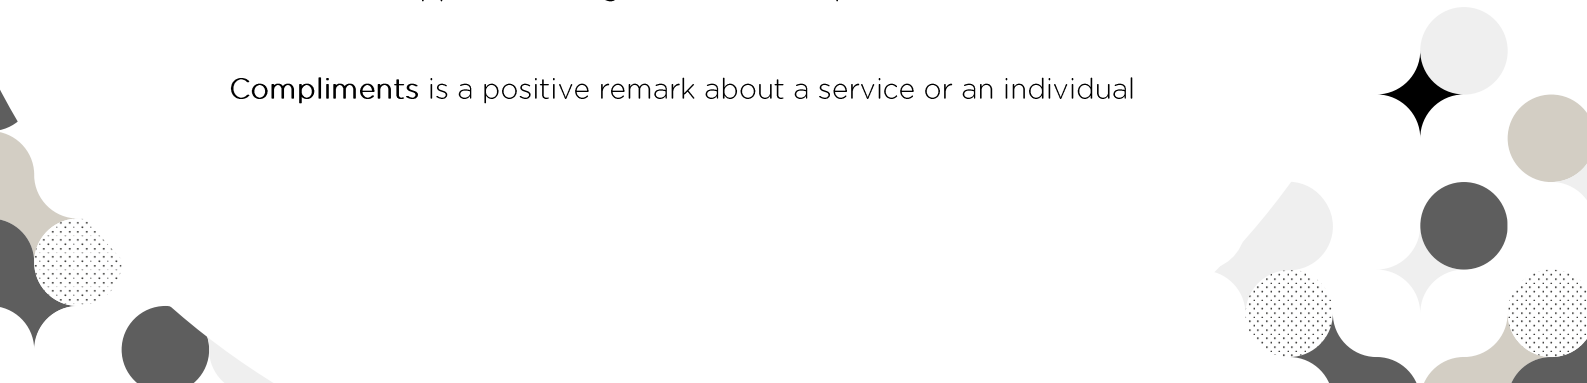 Compliments is a positive remark about a service or an individual